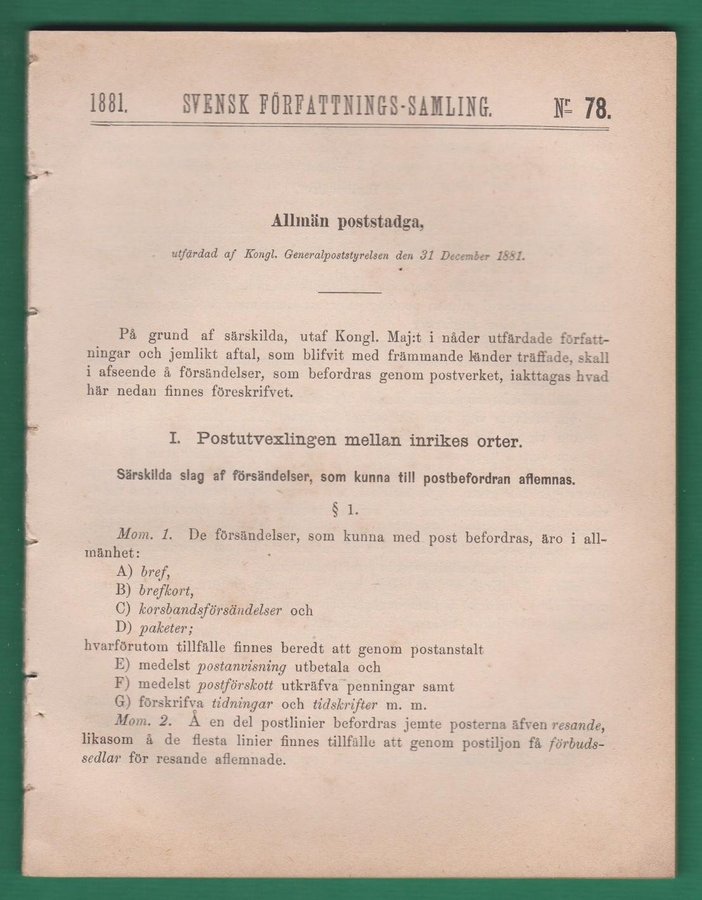 1881. SVENSK FÖRFATTNINGS-SAMLING. Nr 78.
Allmän poststadga,
utfärdad af Kongl. Generalpoststyrelsen den 31 December 1881.
På grund af särskilda, utaf Kongl. Maj:t i nåder utfärdade författ-
ningar och jemlikt aftal, som blifvit med främmande länder träffade, skall
i afseende å försändelser, som befordras genom postverket, iakttagas hvad
här nedan finnes föreskrifvet.
I. Postutvexlingen mellan inrikes orter.
Särskilda slag af försändelser, som kunna till postbefordran aflemnas.
§ 1.
Mom. 1. De försändelser, som kunna med post befordras, äro i all-
mänhet:
A) bref,
B) brefkort,
C) korsbandsförsändelser och
D) paketer;
hvarförutom tillfälle finnes beredt att genom postanstalt
E) medelst postanvisning utbetala och
F) medelst postförskott utkräfva penningar samt
G) förskrifva tidningar och tidskrifter m. m.
Mom. 2. Å en del postlinier befordras jemte posterna äfven resande,
likasom å de flesta linier finnes tillfälle att genom postiljon få förbuds-
sedlar för resande aflemnade.